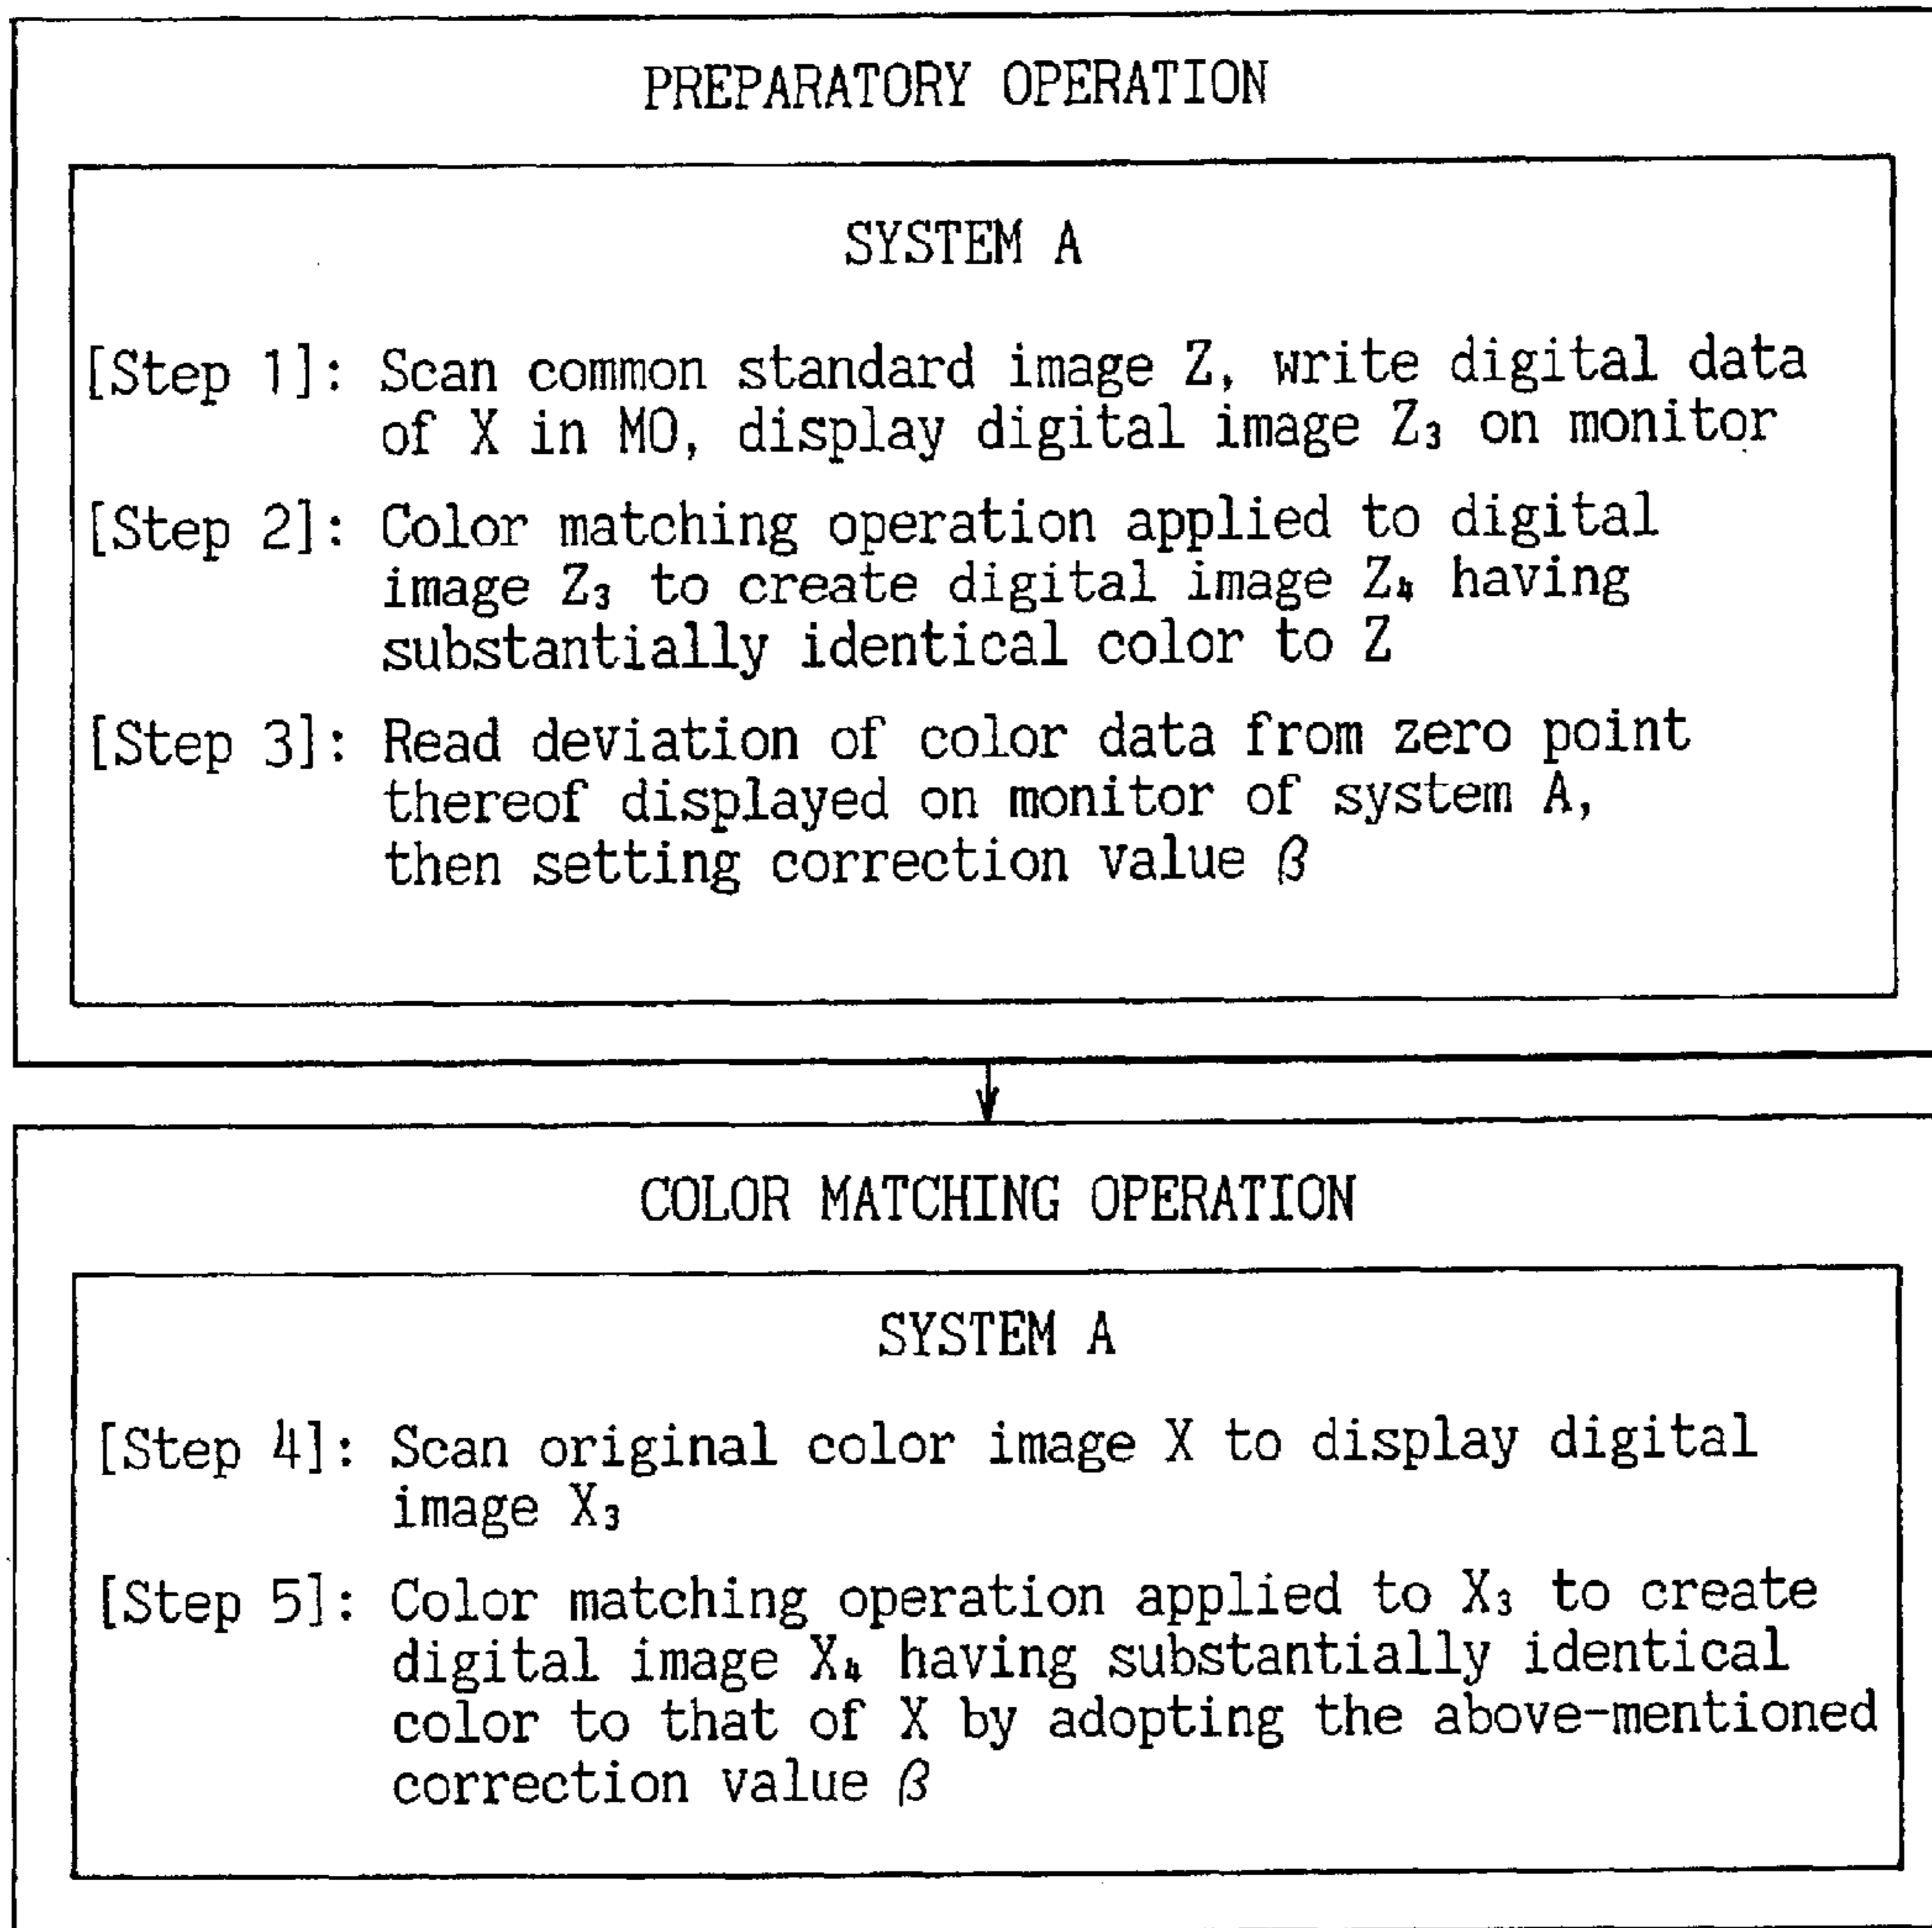 PREPARATORY OPERATION
SYSTEM A
[Step 1]: Scan common standard image Z, write digital data
of X in MO, display digital image Z₃ on monitor
[Step 2]: Color matching operation applied to digital
image Z₃ to create digital image Z₄ having
substantially identical color to Z
[Step 3]: Read deviation of color data from zero point
thereof displayed on monitor of system A,
then setting correction value β
COLOR MATCHING OPERATION
SYSTEM A
[Step 4]: Scan original color image X to display digital
image X₃
[Step 5]: Color matching operation applied to X₃ to create
digital image X₄ having substantially identical
color to that of X by adopting the above-mentioned
correction value β